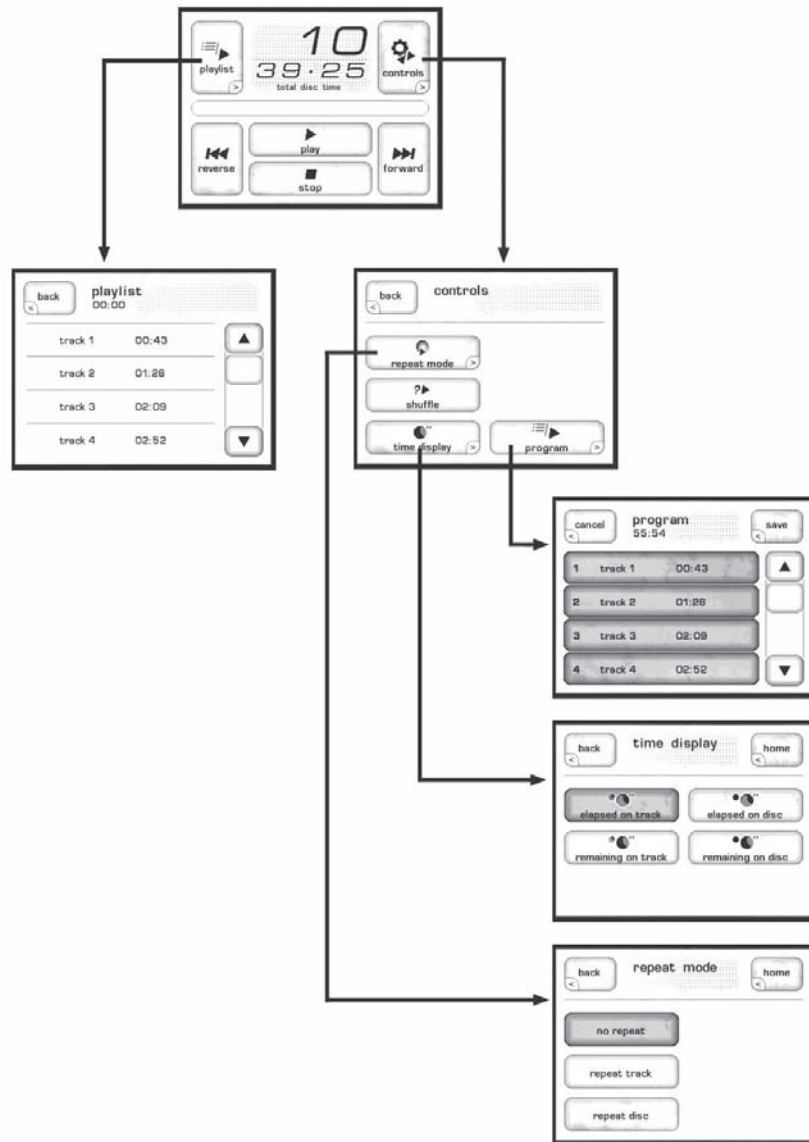 playlist
10
39·25
total disc time
controls
>
>
reverse
play
stop
forward
back
<
playlist
00:00
track 1 00:43
track 2 01:26
track 3 02:09
track 4 02:52
back
<
controls
repeat mode
>
?
shuffle
time display
>
program
>
cancel
<
program
55:54
save
<
1 track 1 00:43
2 track 2 01:26
3 track 3 02:09
4 track 4 02:52
back
<
time display
home
<
elapsed on track
elapsed on disc
remaining on track
remaining on disc
back
<
repeat mode
home
<
no repeat
repeat track
repeat disc